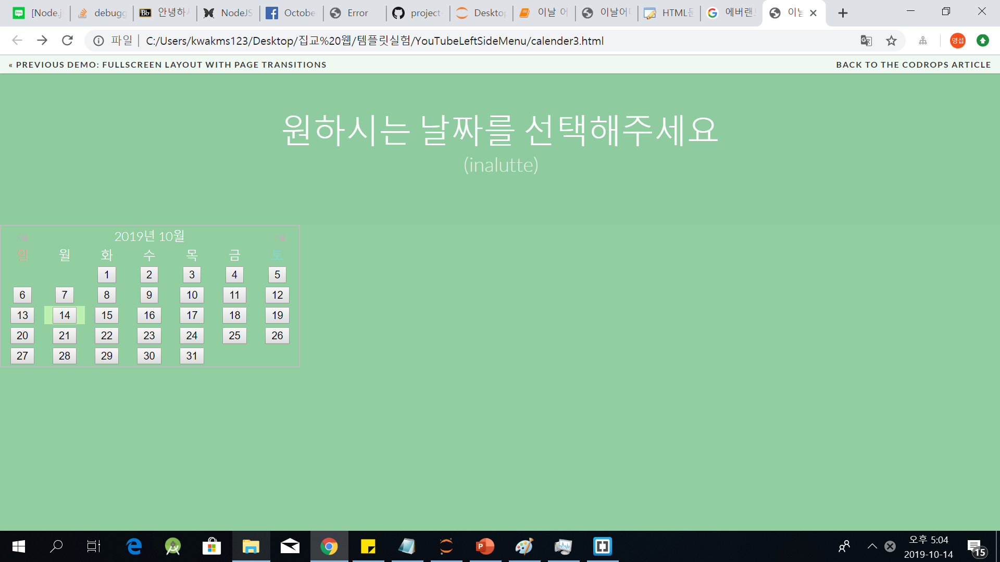 [Node.j
debugg
안녕하
NodeJS
Octobe
Error
project-
Deskto
이날 어
이날어
HTML문
에버랜
이날
파일
C:/Users/kwakms123/Desktop/집교%20웹/템플릿실험/YouTubeLeftSideMenu/calender3.html
명섭
« PREVIOUS DEMO: FULLSCREEN LAYOUT WITH PAGE TRANSITIONS
BACK TO THE CODROPS ARTICLE
원하시는 날짜를 선택해주세요
(inalutte)
2019년 10월
일 월 화 수 목 금 토
1 2 3 4 5
6 7 8 9 10 11 12
13 14 15 16 17 18 19
20 21 22 23 24 25 26
27 28 29 30 31
오후 5:04
2019-10-14
15